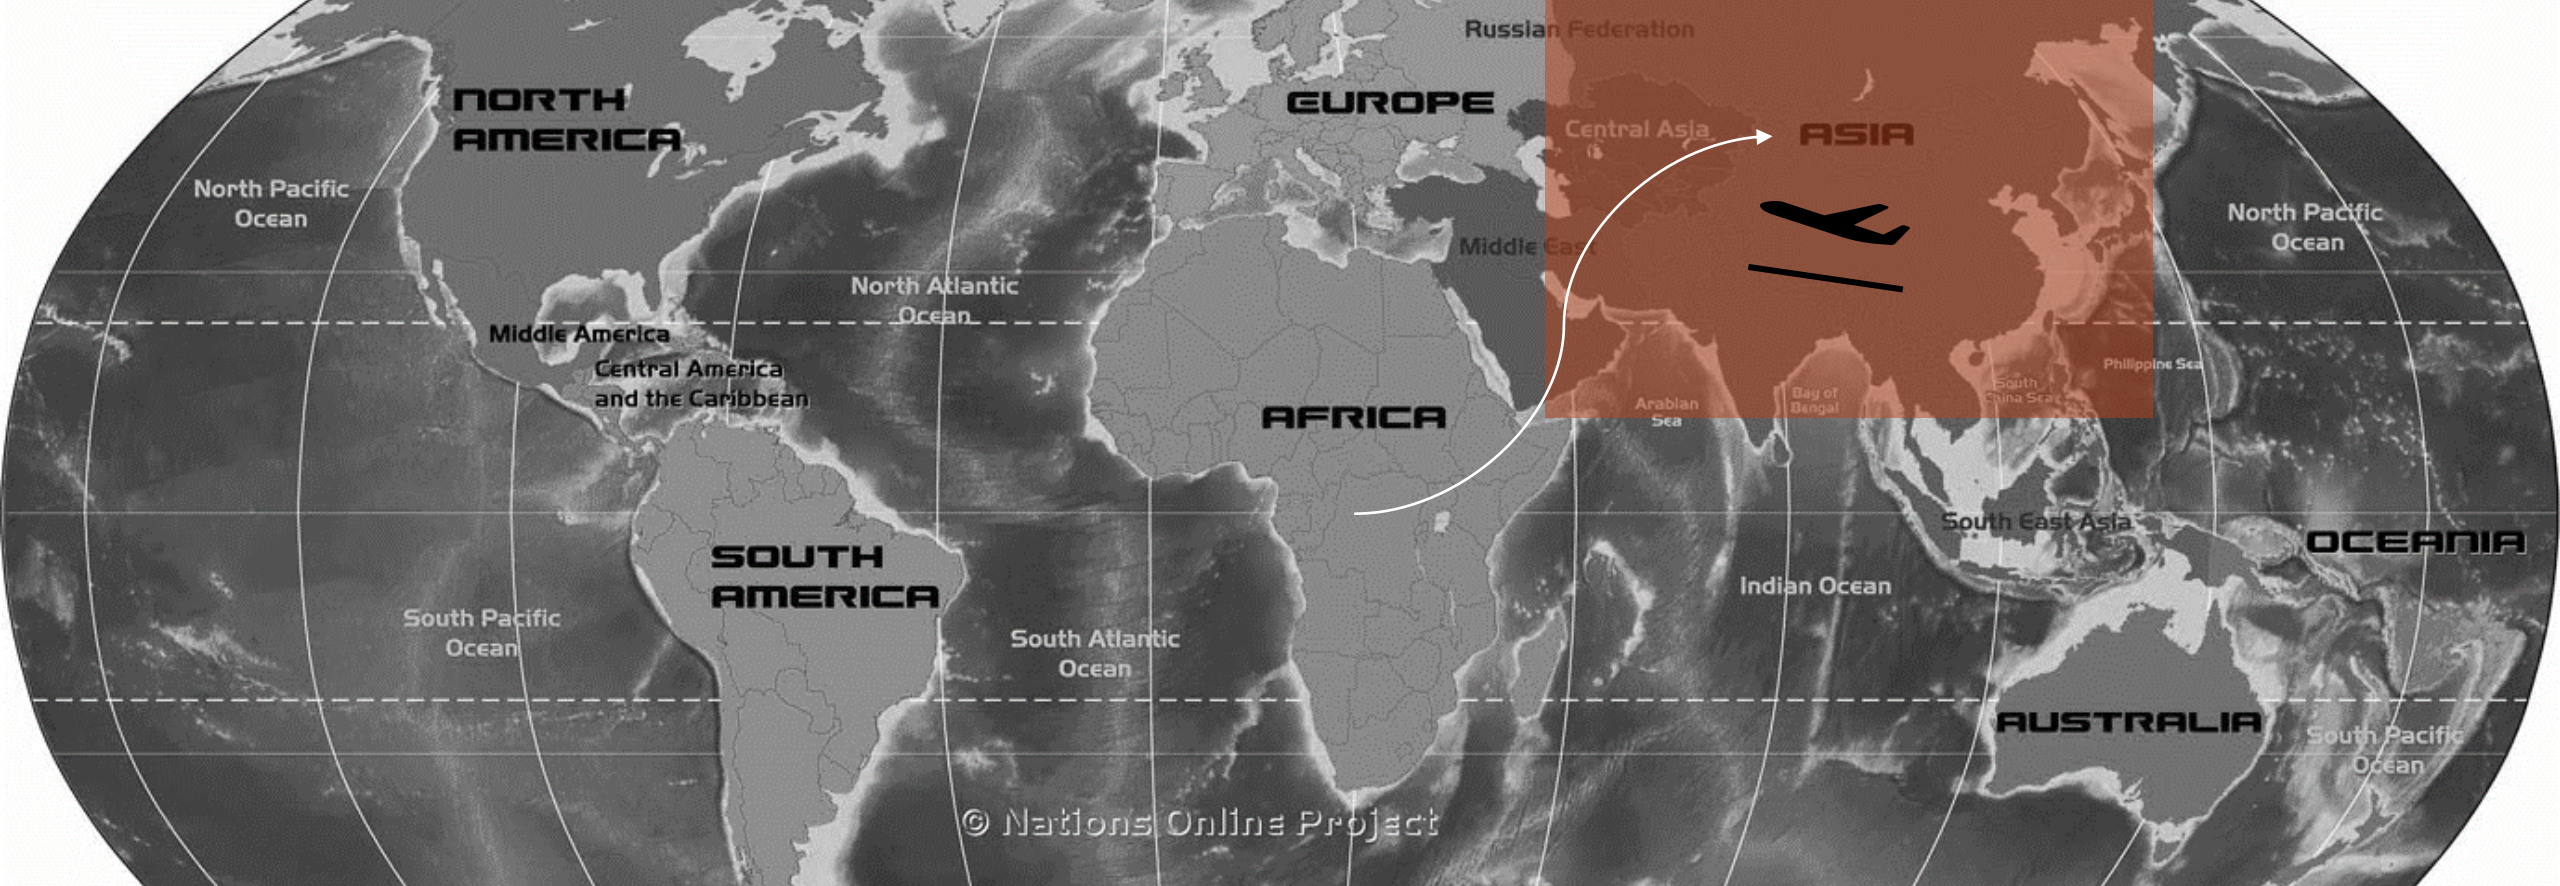 Russian Federation
NORTH
AMERICA
EUROPE
Central Asia
ASIA
North Pacific
Ocean
North Pacific
Ocean
Middle East
North Atlantic
Ocean
Middle America
Central America
and the Caribbean
Philippine Sea
AFRICA
Arabian
Sea
Bay of
Bengal
South
China Sea
South East Asia
OCEANIA
SOUTH
AMERICA
Indian Ocean
South Pacific
Ocean
South Atlantic
Ocean
AUSTRALIA
South Pacific
Ocean
© Nations Online Project